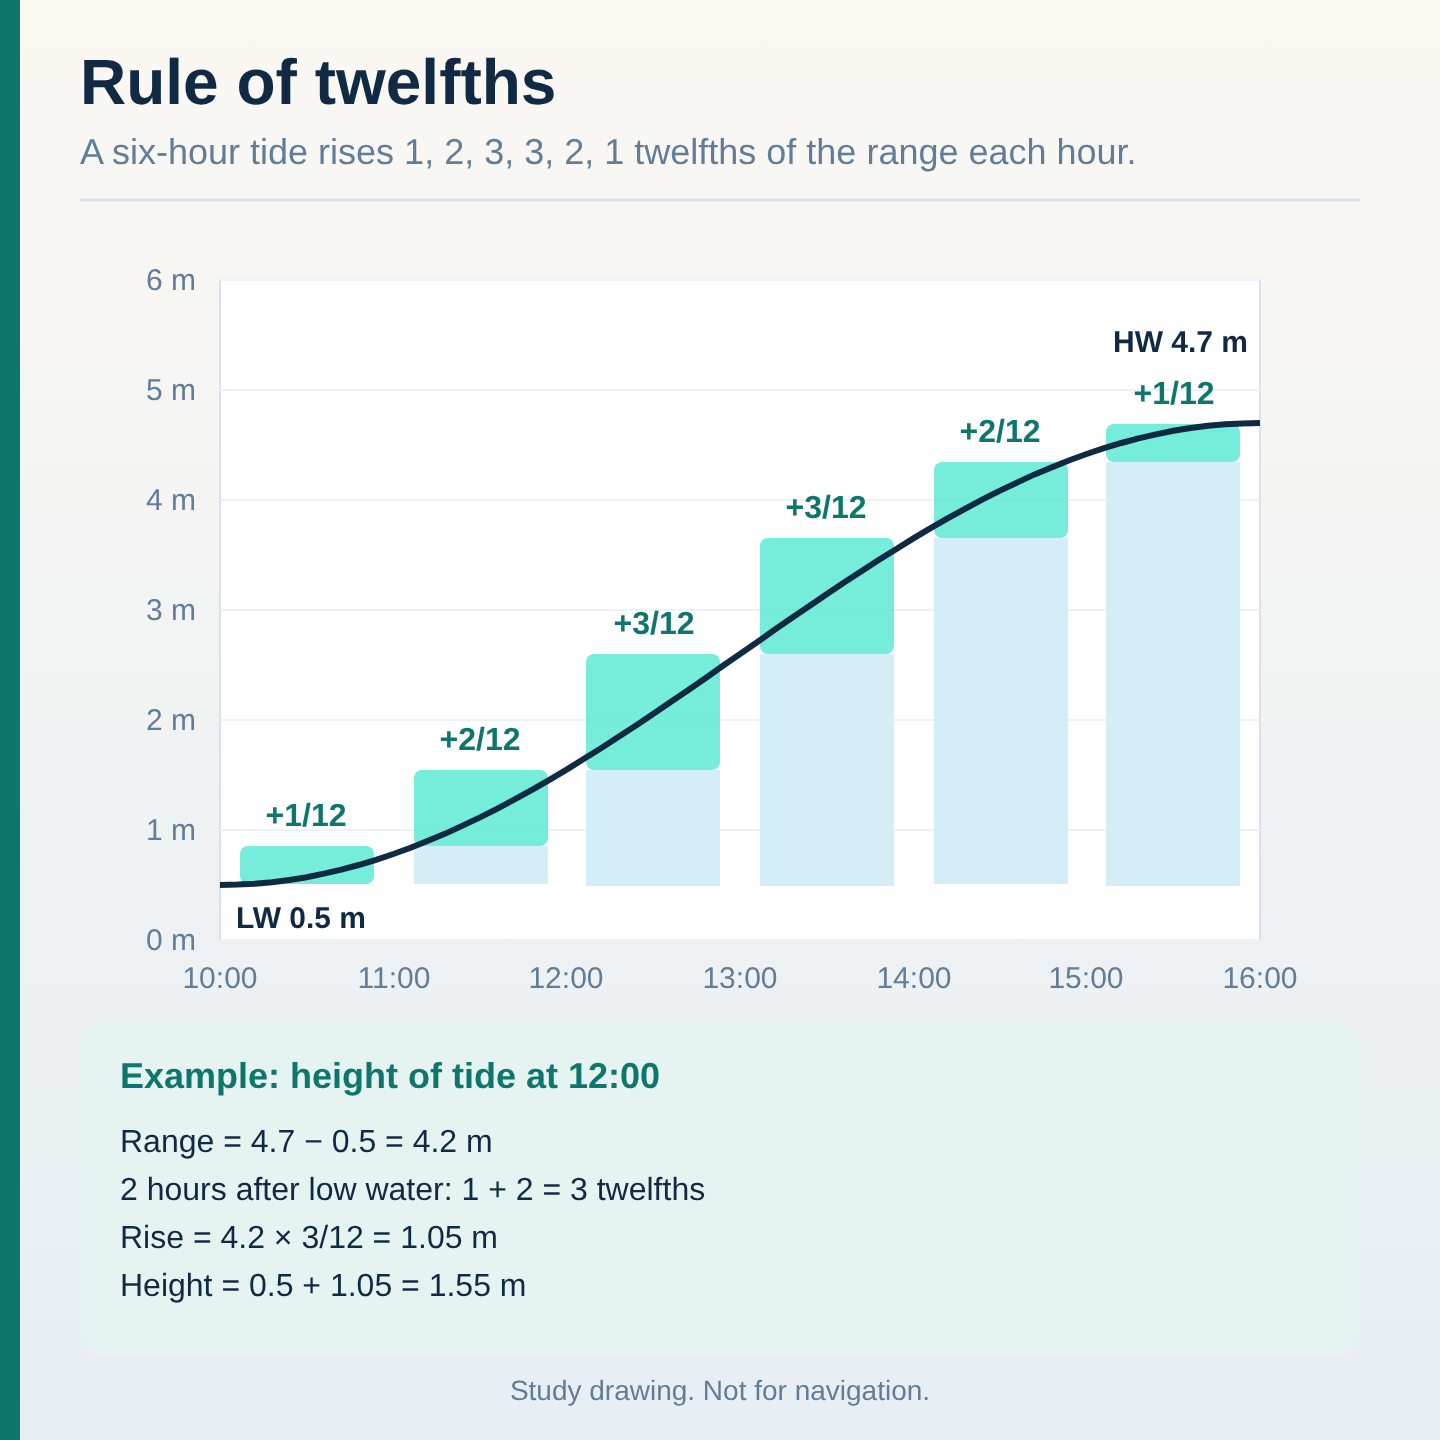 Rule of twelfths
A six-hour tide rises 1, 2, 3, 3, 2, 1 twelfths of the range each hour.
6 m
HW 4.7 m
5 m
+1/12
+2/12
4 m
+3/12
3 m
+3/12
2 m
+2/12
1 m
+1/12
LW 0.5 m
0 m
10:00 11:00 12:00 13:00 14:00 15:00 16:00
Example: height of tide at 12:00
Range = 4.7 − 0.5 = 4.2 m
2 hours after low water: 1 + 2 = 3 twelfths
Rise = 4.2 × 3/12 = 1.05 m
Height = 0.5 + 1.05 = 1.55 m
Study drawing. Not for navigation.